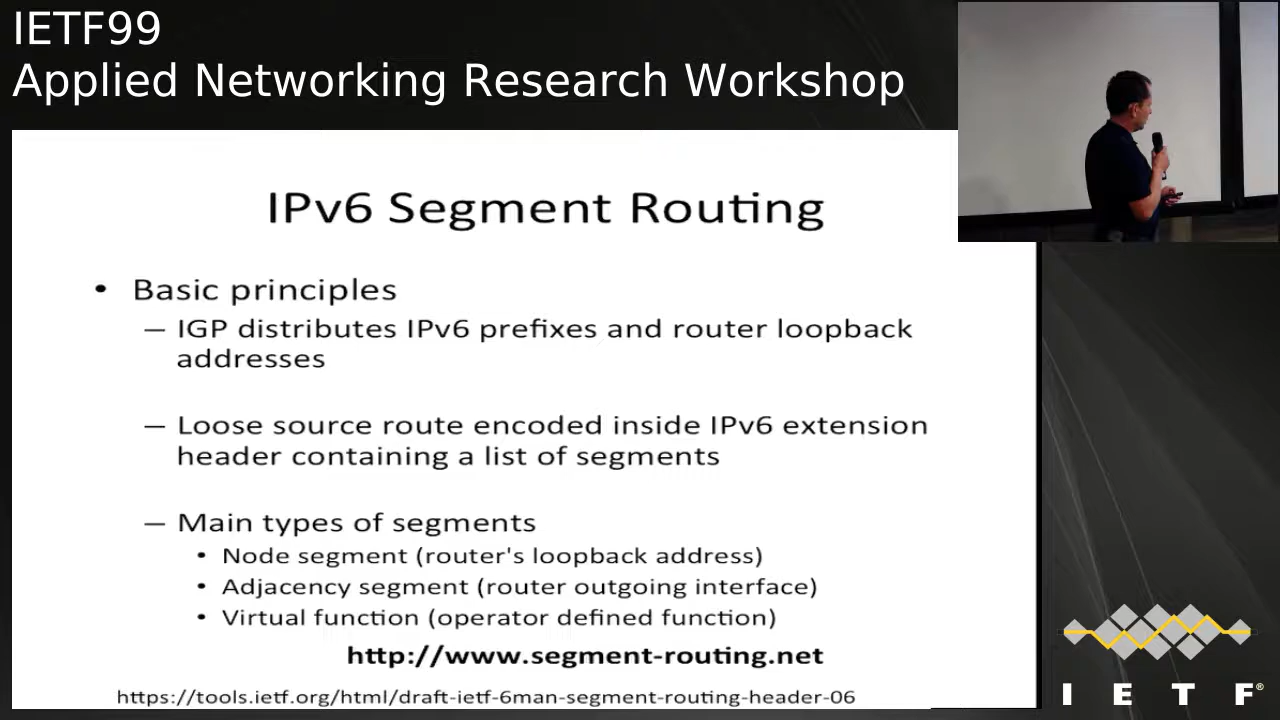 IETF99
Applied Networking Research Workshop
IPv6 Segment Routing
• Basic principles
– IGP distributes IPv6 prefixes and router loopback
addresses
– Loose source route encoded inside IPv6 extension
header containing a list of segments
– Main types of segments
• Node segment (router's loopback address)
• Adjacency segment (router outgoing interface)
• Virtual function (operator defined function)
http://www.segment-routing.net
https://tools.ietf.org/html/draft-ietf-6man-segment-routing-header-06
I E T F®